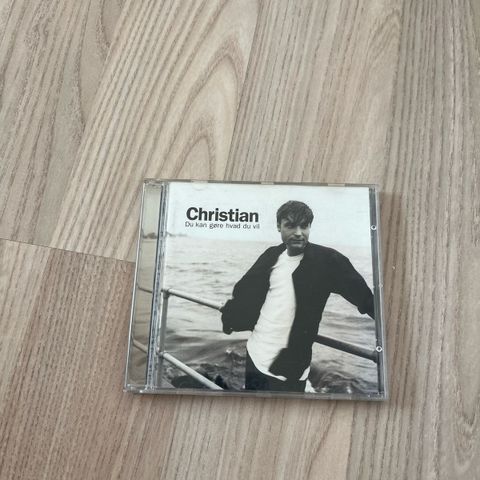 Christian
Du kan gøre hvad du vil